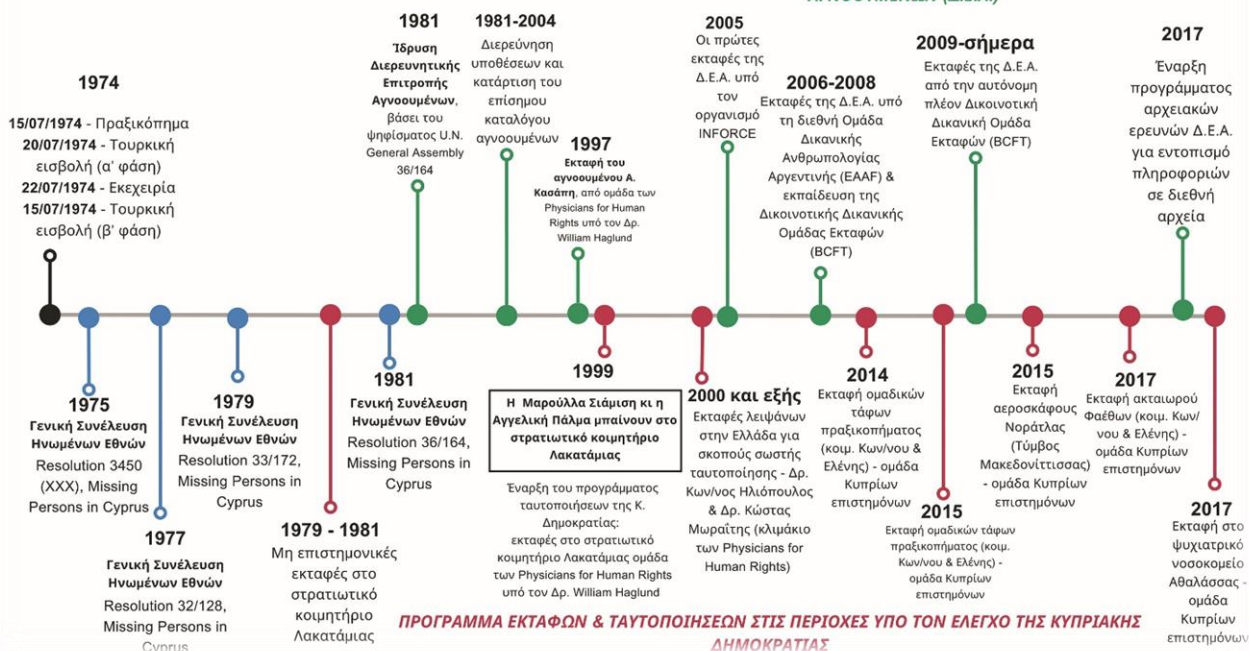 ΑΓΝΟΟΥΜΕΝΩΝ (Δ.Ε.Α.)
1974
15/07/1974 - Πραξικόπημα
20/07/1974 - Τουρκική
εισβολή (α' φάση)
22/07/1974 - Εκεχειρία
15/07/1974 - Τουρκική
εισβολή (β' φάση)
1981
Ίδρυση
Διερευνητικής
Επιτροπής
Αγνοουμένων,
βάσει του
ψηφίσματος U.N.
General Assembly
36/164
1981-2004
Διερεύνηση
υποθέσεων και
κατάρτιση του
επίσημου
καταλόγου
αγνοουμένων
1997
Εκταφή του
αγνοουμένου Α.
Κασάπη, από ομάδα των
Physicians for Human
Rights υπό τον Δρ.
William Haglund
2005
Οι πρώτες
εκταφές της
Δ.Ε.Α. υπό
τον
οργανισμό
INFORCE
2006-2008
Εκταφές της Δ.Ε.Α. υπό
τη διεθνή Ομάδα
Δικανικής
Ανθρωπολογίας
Αργεντινής (EAAF) &
εκπαίδευση της
Δικοινοτικής Δικανικής
Ομάδας Εκταφών
(BCFT)
2009-σήμερα
Εκταφές της Δ.Ε.Α.
από την αυτόνομη
πλέον Δικοινοτική
Δικανική Ομάδα
Εκταφών (BCFT)
2017
Έναρξη
προγράμματος
αρχειακών
ερευνών Δ.Ε.Α.
για εντοπισμό
πληροφοριών
σε διεθνή
αρχεία
1975
Γενική Συνέλευση
Ηνωμένων Εθνών
Resolution 3450
(XXX), Missing
Persons in Cyprus
1977
Γενική Συνέλευση
Ηνωμένων Εθνών
Resolution 32/128,
Missing Persons in
Cyprus
1979
Γενική Συνέλευση
Ηνωμένων Εθνών
Resolution 33/172,
Missing Persons in
Cyprus
1979 - 1981
Μη επιστημονικές
εκταφές στο
στρατιωτικό
κοιμητήριο
Λακατάμιας
1981
Γενική Συνέλευση
Ηνωμένων Εθνών
Resolution 36/164,
Missing Persons in
Cyprus
1999
Η Μαρούλλα Σιάμιση κι η
Αγγελική Πάλμα μπαίνουν στο
στρατιωτικό κοιμητήριο
Λακατάμιας
Έναρξη του προγράμματος
ταυτοποιήσεων της Κ.
Δημοκρατίας:
εκταφές στο στρατιωτικό
κοιμητήριο Λακατάμιας ομάδα
των Physicians for Human Rights
υπό τον Δρ. William Haglund
2000 και εξής
Εκταφές λειψάνων
στην Ελλάδα για
σκοπούς σωστής
ταυτοποίησης - Δρ.
Κων/νος Ηλιόπουλος &
Δρ. Κώστας
Μωραΐτης (κλιμάκιο
των Physicians for
Human Rights)
2014
Εκταφή ομαδικών
τάφων
πραξικοπήματος
(κοιμ. Κων/νου &
Ελένης) - ομάδα
Κυπρίων
επιστημόνων
2015
Εκταφή ομαδικών τάφων
πραξικοπήματος (κοιμ.
Κων/νου & Ελένης) -
ομάδα Κυπρίων
επιστημόνων
2015
Εκταφή
αεροσκάφους
Νοράτλας
(Τύμβος
Μακεδονίττισσας)
- ομάδα Κυπρίων
επιστημόνων
2017
Εκταφή ακταιωρού
Φαέθων (κοιμ. Κων/
νου & Ελένης) -
ομάδα Κυπρίων
επιστημόνων
2017
Εκταφή στο
ψυχιατρικό
νοσοκομείο
Αθαλάσσας -
ομάδα
Κυπρίων
επιστημόνων
ΠΡΟΓΡΑΜΜΑ ΕΚΤΑΦΩΝ & ΤΑΥΤΟΠΟΙΗΣΕΩΝ ΣΤΙΣ ΠΕΡΙΟΧΕΣ ΥΠΟ ΤΟΝ ΕΛΕΓΧΟ ΤΗΣ ΚΥΠΡΙΑΚΗΣ
ΔΗΜΟΚΡΑΤΙΑΣ